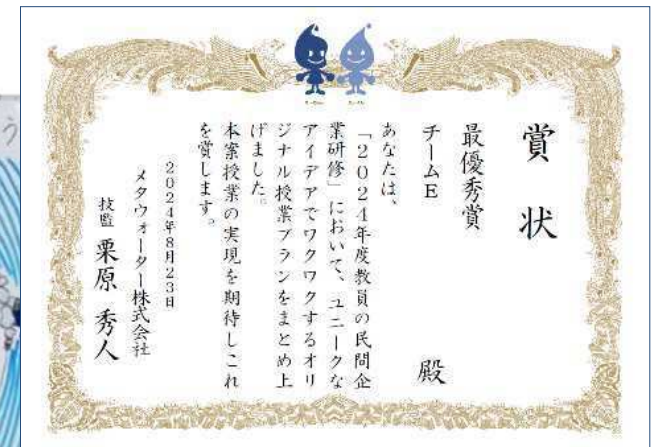 賞状
最優秀賞
チームE 殿
あなたは、
「2024年度教員の民間企
業研修」において、ユニークな
アイデアでワクワクするオリ
ジナル授業プランをまとめ上
げました。
本案授業の実現を期待しこれ
を賞します。
2024年8月23日
メタウォーター株式会社
技監 栗原 秀人
う